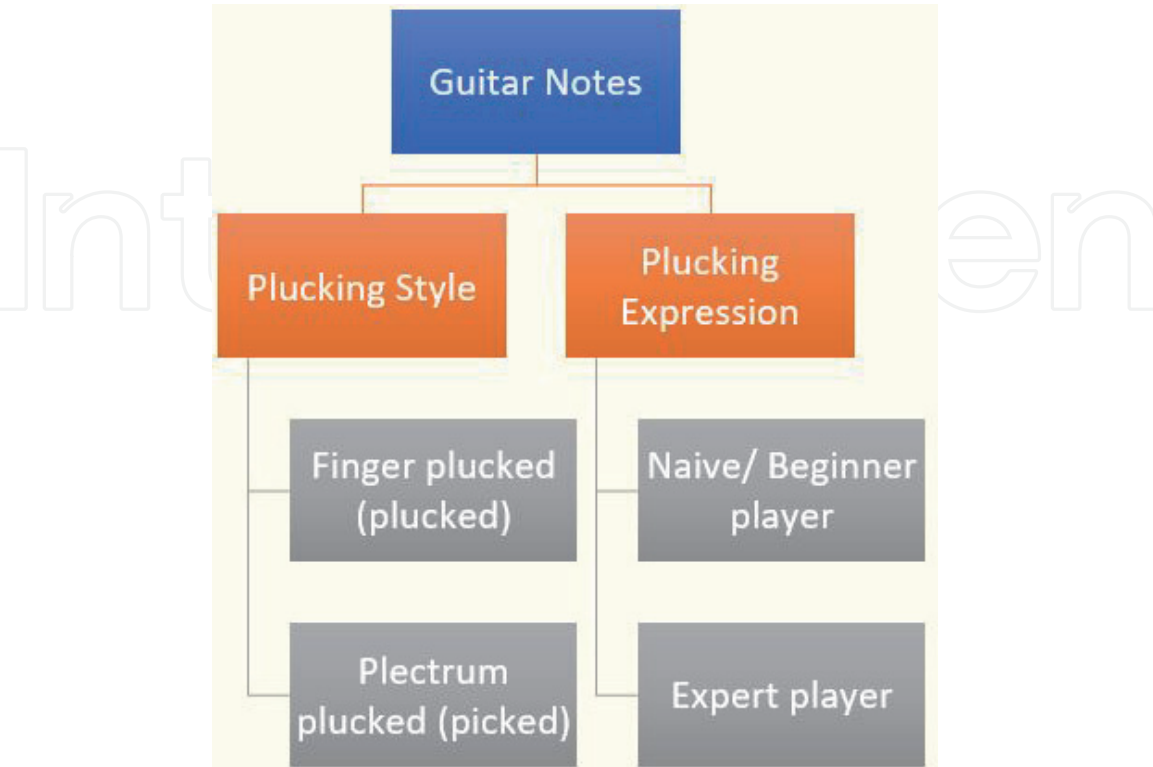 Guitar Notes
Plucking Style
Plucking
Expression
Finger plucked
(plucked)
Naive/ Beginner
player
Plectrum
plucked (picked)
Expert player